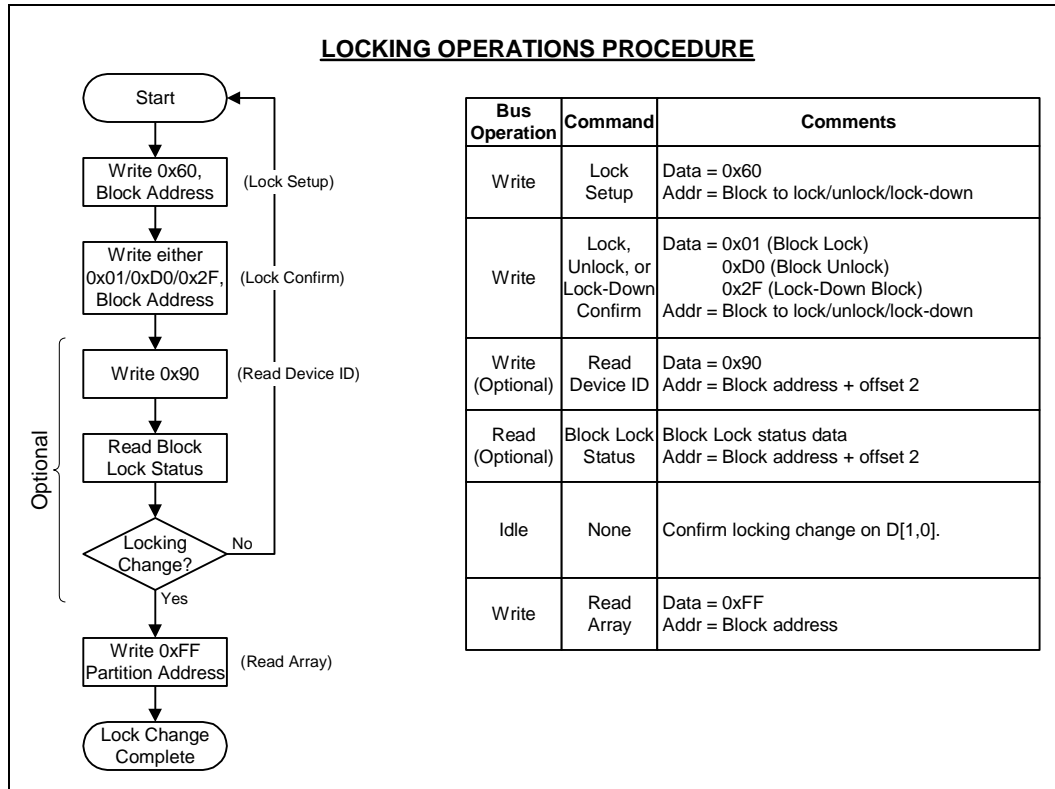 LOCKING OPERATIONS PROCEDURE
Start
Write 0x60,
Block Address
(Lock Setup)
Write either
0x01/0xD0/0x2F,
Block Address
(Lock Confirm)
Optional
Write 0x90
(Read Device ID)
Read Block
Lock Status
Locking
Change?
No
Yes
Write 0xFF
Partition Address
(Read Array)
Lock Change
Complete
Bus
Operation
Command
Comments
Write
Lock
Setup
Data = 0x60
Addr = Block to lock/unlock/lock-down
Write
Lock,
Unlock, or
Lock-Down
Confirm
Data = 0x01 (Block Lock)
0xD0 (Block Unlock)
0x2F (Lock-Down Block)
Addr = Block to lock/unlock/lock-down
Write
(Optional)
Read
Device ID
Data = 0x90
Addr = Block address + offset 2
Read
(Optional)
Block Lock
Status
Block Lock status data
Addr = Block address + offset 2
Idle
None
Confirm locking change on D[1,0].
Write
Read
Array
Data = 0xFF
Addr = Block address